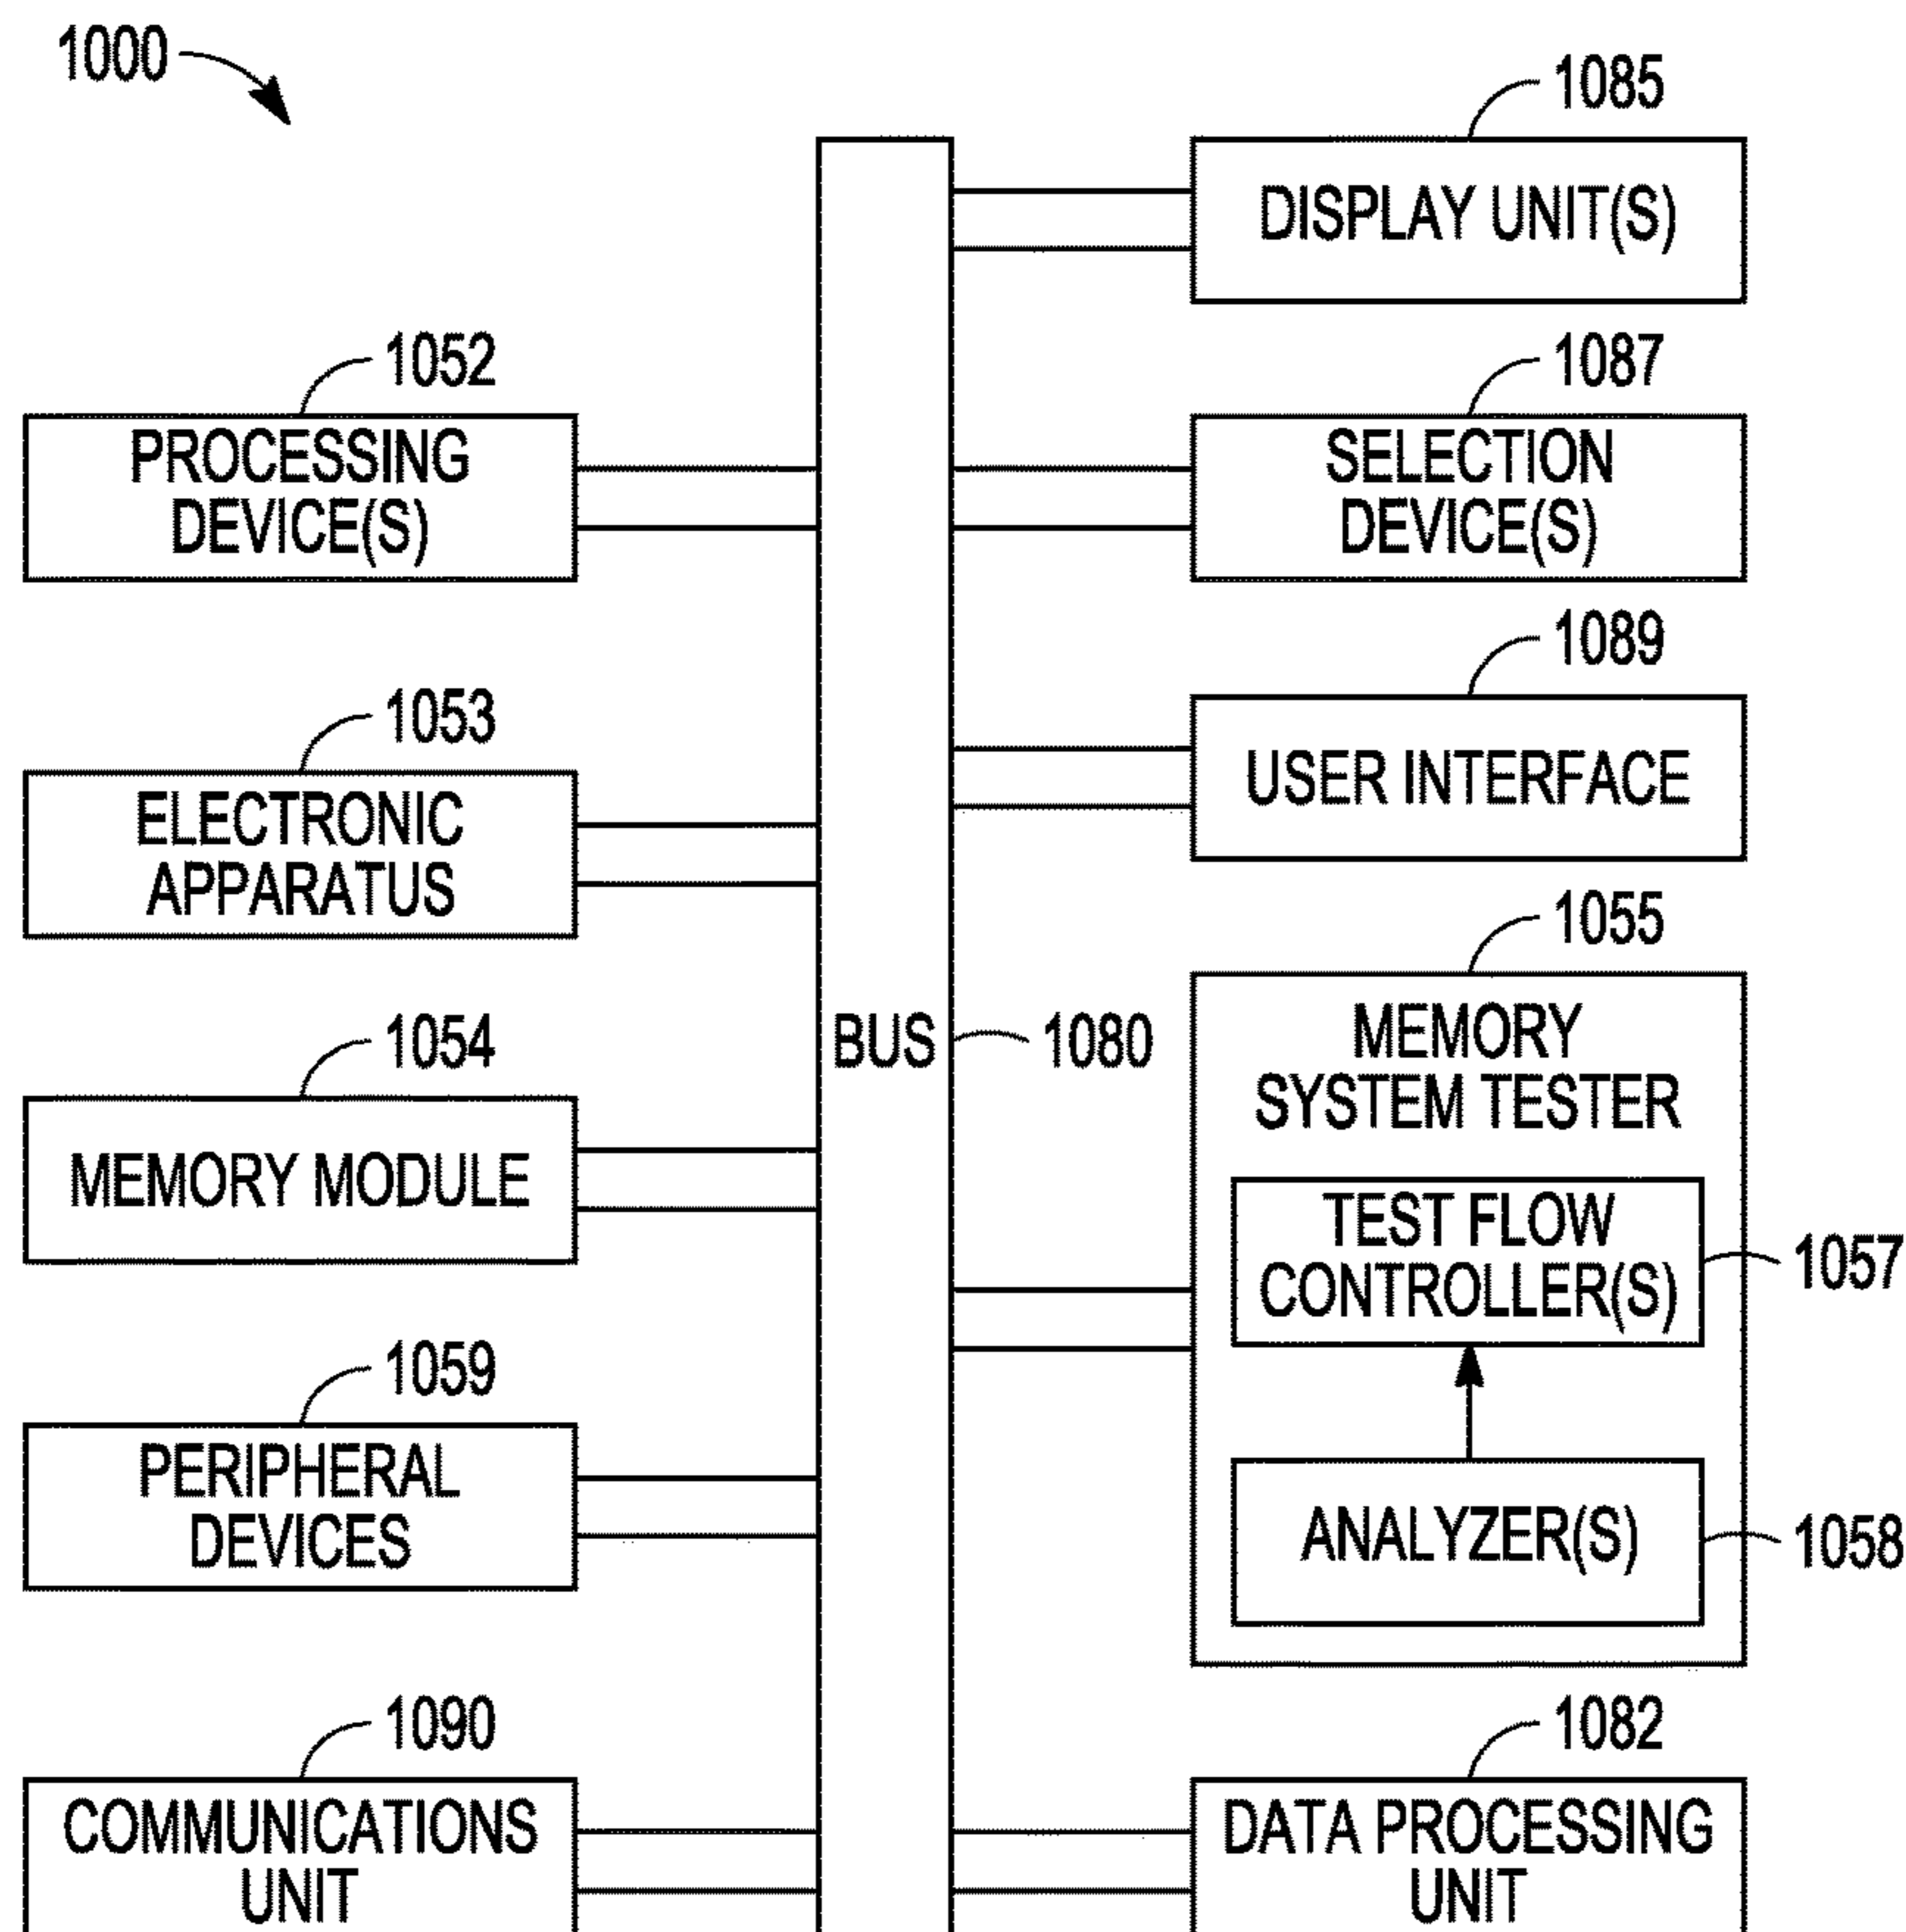 1000
1085
DISPLAY UNIT(S)
1052
PROCESSING
DEVICE(S)
1087
SELECTION
DEVICE(S)
1089
USER INTERFACE
1053
ELECTRONIC
APPARATUS
1055
MEMORY
SYSTEM TESTER
1054
MEMORY MODULE
BUS
1080
TEST FLOW
CONTROLLER(S)
1057
1059
PERIPHERAL
DEVICES
ANALYZER(S)
1058
1090
COMMUNICATIONS
UNIT
1082
DATA PROCESSING
UNIT